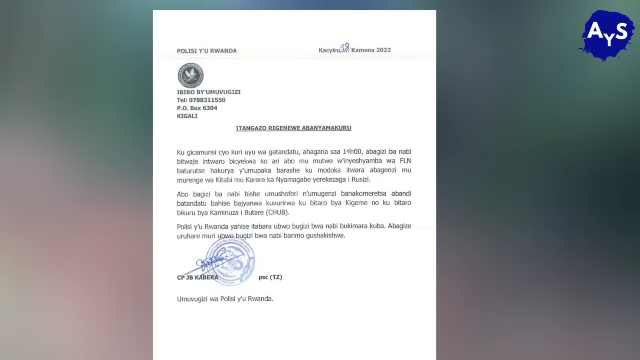 AyS
POLISI Y'U RWANDA
Kacyiru, 18 Kamena 2022
IBIRO BY'UMUVUGIZI
Tel: 0788311550
P.O. Box 6304
KIGALI
ITANGAZO RIGENEWE ABANYAMAKURU
Ku gicamunsi cyo kuri uyu wa gatandatu, ahagana saa 14h00, abagizi ba nabi
bitwaje intwaro bicyekwa ko ari abo mu mutwe w'inyeshyamba wa FLN
baturutse hakurya y'umupaka barashe ku modoka itwara abagenzi mu
murenge wa Kitabi mu Karere ka Nyamagabe yerekezaga i Rusizi.
Abo bagizi ba nabi bishe umushoferi n'umugenzi banakomeretsa abandi
batandatu bahise bajyanwa kuvurirwa ku bitaro bya Kigeme no ku bitaro
bikuru bya Kaminuza i Butare (CHUB).
Polisi y'u Rwanda yahise itabara ubwo bugizi bwa nabi bukimara kuba. Abagize
uruhare muri ubwo bugizi bwa nabi barimo gushakishwa.
CP JB KABERA psc (TZ)
Umuvugizi wa Polisi y'u Rwanda.